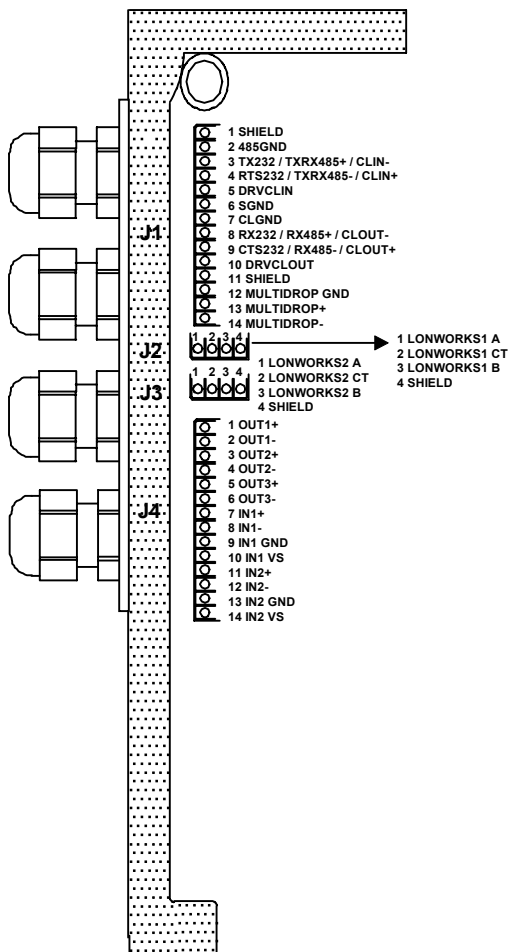 J1
1 SHIELD
2 485GND
3 TX232 / TXRX485+ / CLIN-
4 RTS232 / TXRX485- / CLIN+
5 DRVCLIN
6 SGND
7 CLGND
8 RX232 / RX485+ / CLOUT-
9 CTS232 / RX485- / CLOUT+
10 DRVCLOUT
11 SHIELD
12 MULTIDROP GND
13 MULTIDROP+
14 MULTIDROP-
J2
1 2 3 4
1 LONWORKS1 A
2 LONWORKS1 CT
3 LONWORKS1 B
4 SHIELD
J3
1 2 3 4
1 LONWORKS2 A
2 LONWORKS2 CT
3 LONWORKS2 B
4 SHIELD
J4
1 OUT1+
2 OUT1-
3 OUT2+
4 OUT2-
5 OUT3+
6 OUT3-
7 IN1+
8 IN1-
9 IN1 GND
10 IN1 VS
11 IN2+
12 IN2-
13 IN2 GND
14 IN2 VS